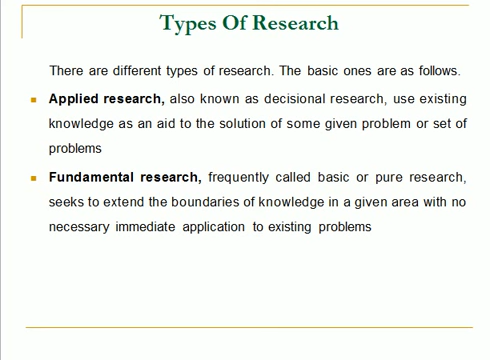 Types Of Research
There are different types of research. The basic ones are as follows.
Applied research, also known as decisional research, use existing
knowledge as an aid to the solution of some given problem or set of
problems
Fundamental research, frequently called basic or pure research,
seeks to extend the boundaries of knowledge in a given area with no
necessary immediate application to existing problems